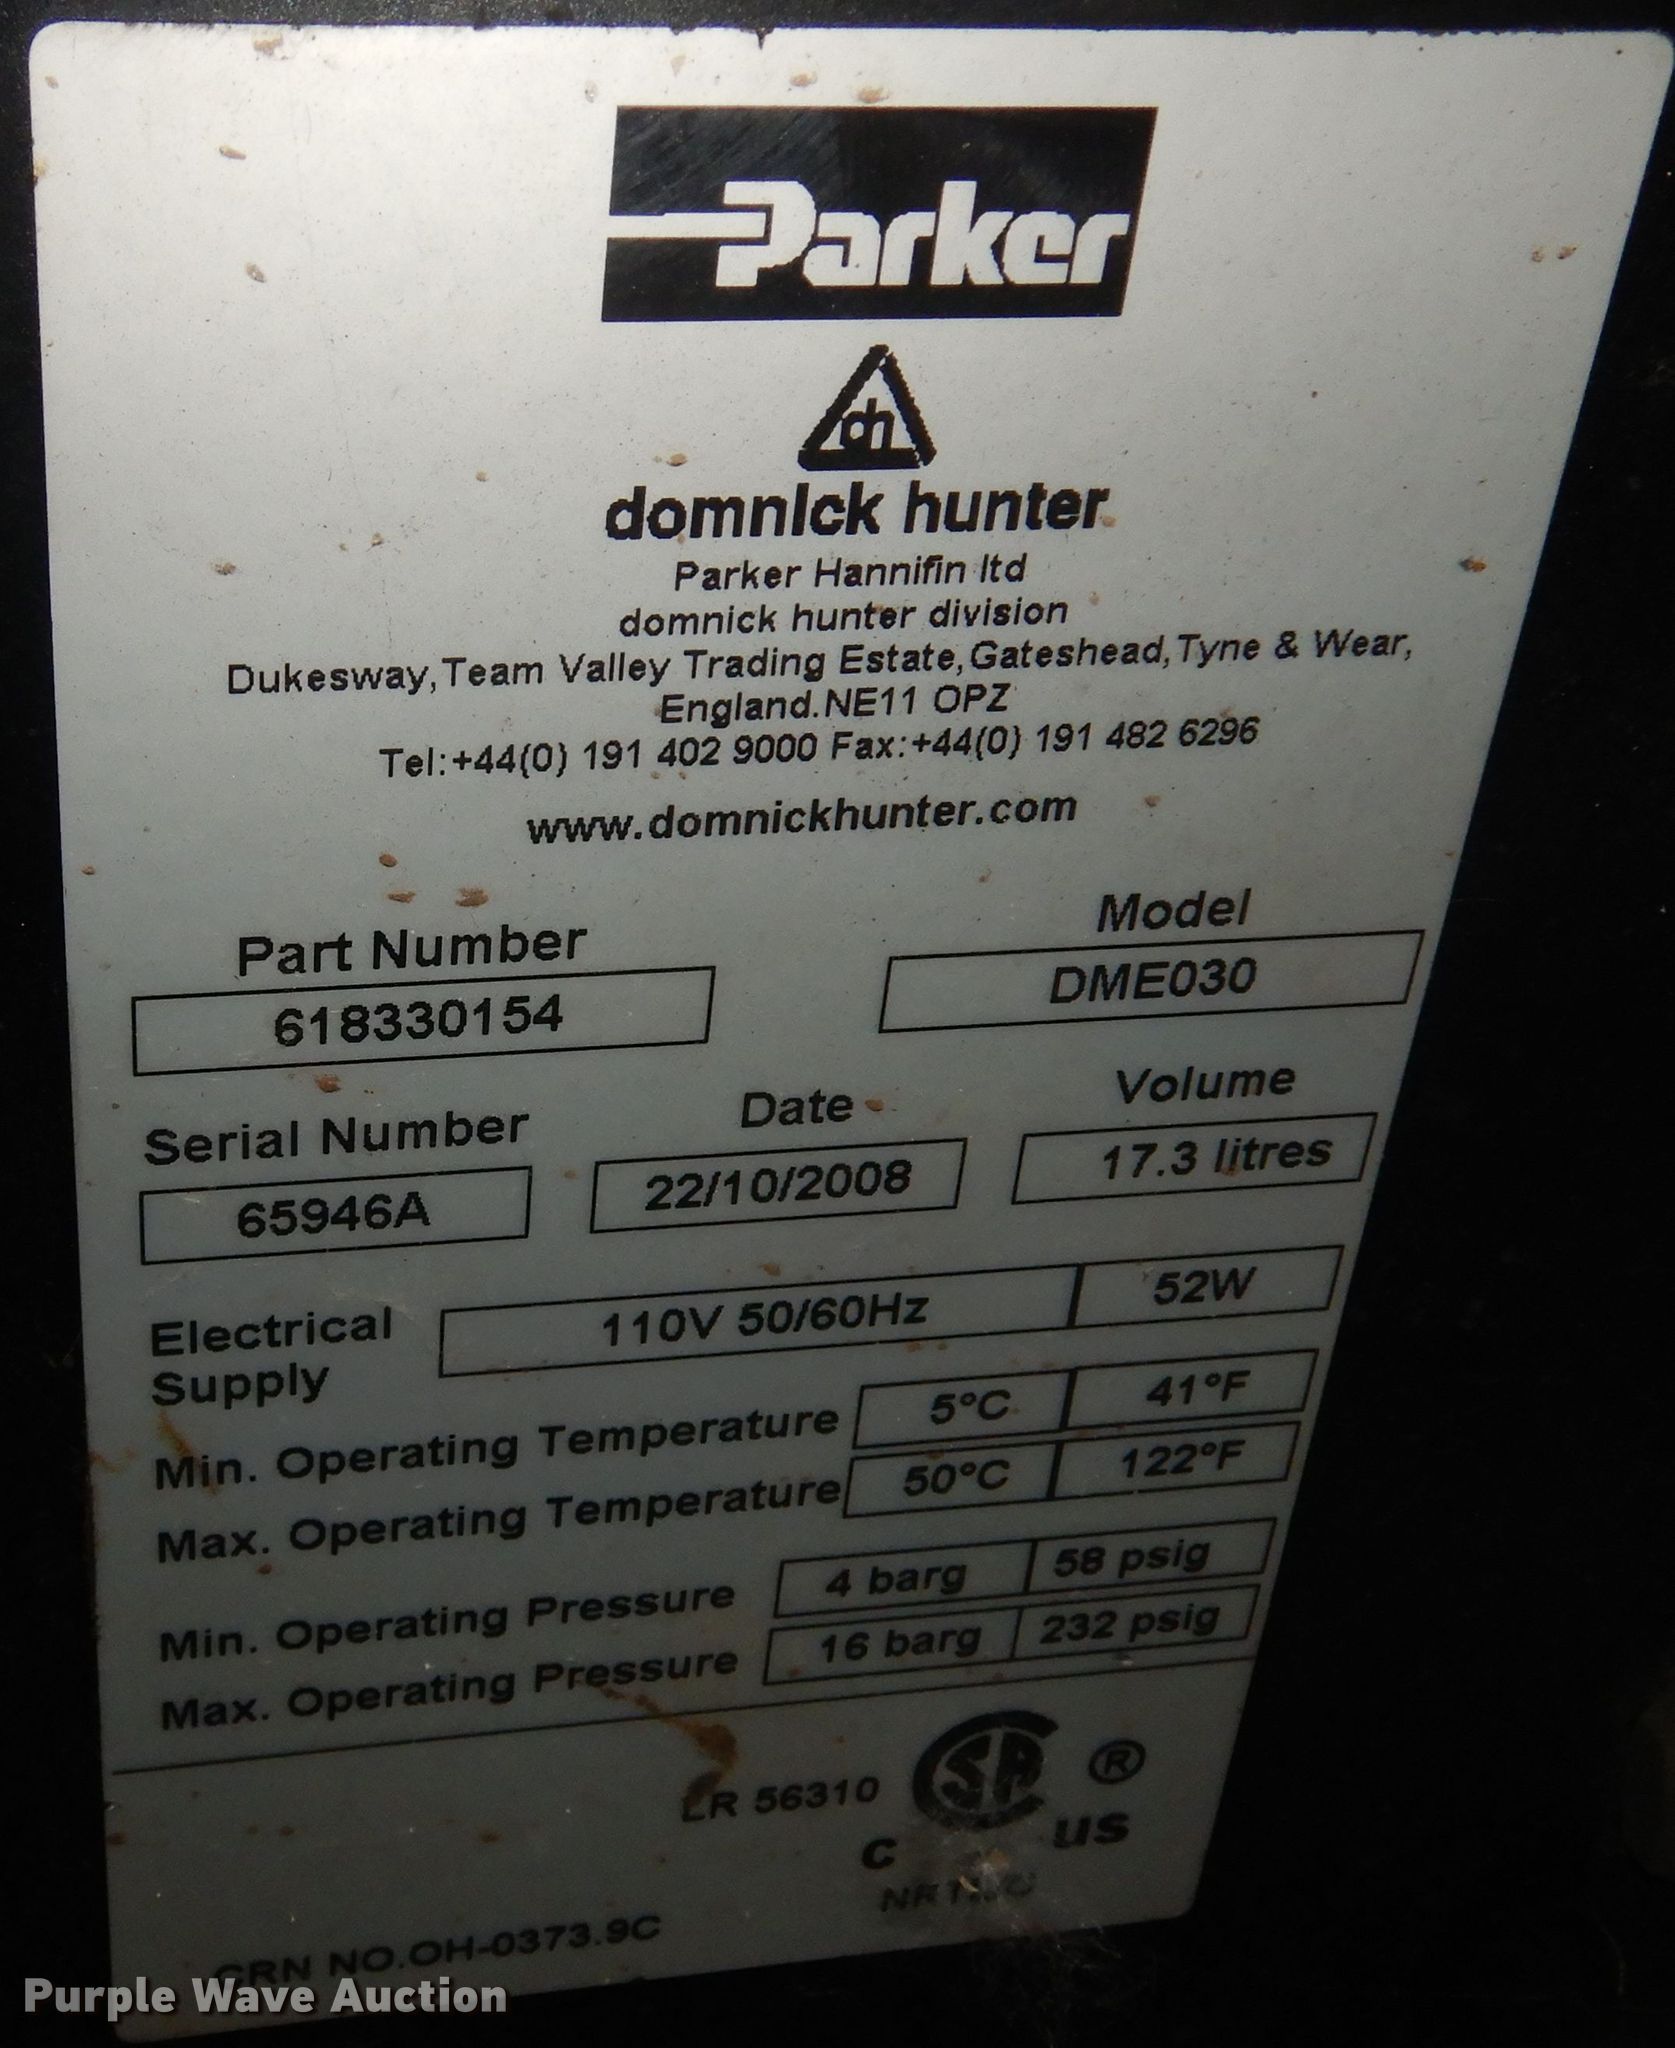 Parker
dh
domnick hunter
Parker Hannifin ltd
domnick hunter division
Dukesway, Team Valley Trading Estate, Gateshead, Tyne & Wear,
England. NE11 OPZ
Tel:+44(0) 191 402 9000 Fax:+44(0) 191 482 6296
www.domnickhunter.com
Part Number
618330154
Model
DME030
Serial Number
65946A
Date
22/10/2008
Volume
17.3 litres
Electrical Supply
110V 50/60Hz 52W
Min. Operating Temperature 5°C 41°F
Max. Operating Temperature 50°C 122°F
Min. Operating Pressure 4 barg 58 psig
Max. Operating Pressure 16 barg 232 psig
LR 56310
®
C US
CRN NO.OH-0373.9C
Purple Wave Auction